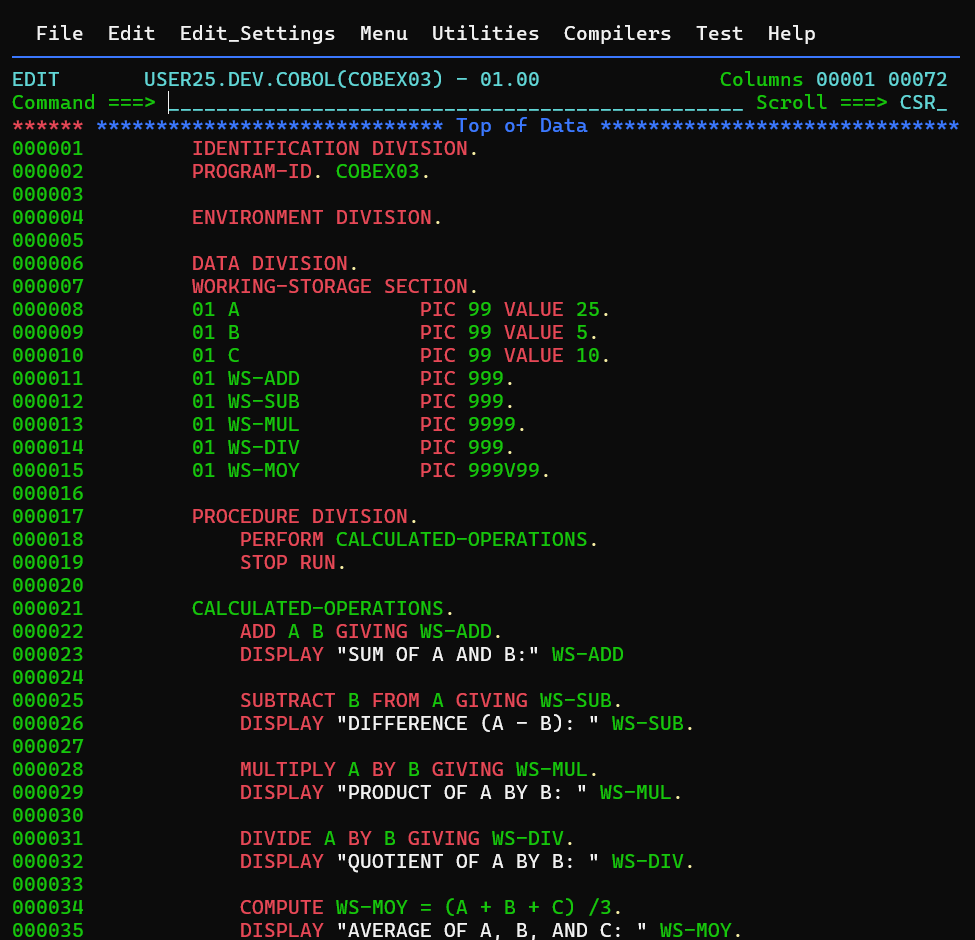 File  Edit  Edit_Settings  Menu  Utilities  Compilers  Test  Help
EDIT       USER25.DEV.COBOL(COBEX03) - 01.00               Columns 00001 00072
Command ===> ________________________________________________ Scroll ===> CSR_
****** ***************************** Top of Data ******************************
000001         IDENTIFICATION DIVISION.
000002         PROGRAM-ID. COBEX03.
000003
000004         ENVIRONMENT DIVISION.
000005
000006         DATA DIVISION.
000007         WORKING-STORAGE SECTION.
000008         01 A               PIC 99 VALUE 25.
000009         01 B               PIC 99 VALUE 5.
000010         01 C               PIC 99 VALUE 10.
000011         01 WS-ADD          PIC 999.
000012         01 WS-SUB          PIC 999.
000013         01 WS-MUL          PIC 9999.
000014         01 WS-DIV          PIC 999.
000015         01 WS-MOY          PIC 999V99.
000016
000017         PROCEDURE DIVISION.
000018             PERFORM CALCULATED-OPERATIONS.
000019             STOP RUN.
000020
000021         CALCULATED-OPERATIONS.
000022             ADD A B GIVING WS-ADD.
000023             DISPLAY "SUM OF A AND B:" WS-ADD
000024
000025             SUBTRACT B FROM A GIVING WS-SUB.
000026             DISPLAY "DIFFERENCE (A - B): " WS-SUB.
000027
000028             MULTIPLY A BY B GIVING WS-MUL.
000029             DISPLAY "PRODUCT OF A BY B: " WS-MUL.
000030
000031             DIVIDE A BY B GIVING WS-DIV.
000032             DISPLAY "QUOTIENT OF A BY B: " WS-DIV.
000033
000034             COMPUTE WS-MOY = (A + B + C) /3.
000035             DISPLAY "AVERAGE OF A, B, AND C: " WS-MOY.